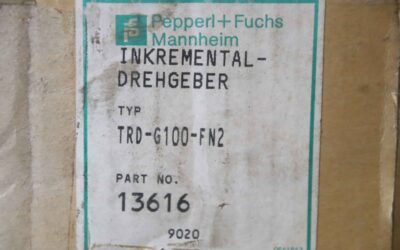 Pepperl+Fuchs
Mannheim
INKREMENTAL-
DREHGEBER
TYP
TRD-G100-FN2
PART NO.
13616
9020